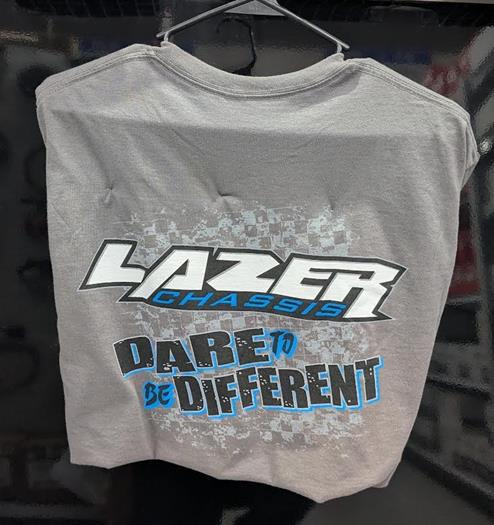 LAZER
CHASSIS
DARE TO
BE DIFFERENT